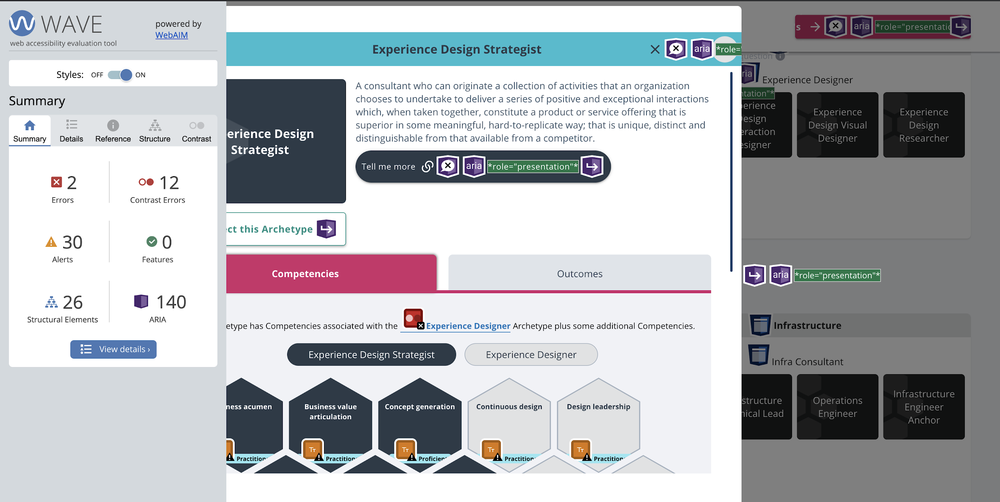 WAVE
powered by
WebAIM
web accessibility evaluation tool
Styles: OFF ON
Summary
Summary
Details
Reference
Structure
Contrast
2
Errors
12
Contrast Errors
30
Alerts
0
Features
26
Structural Elements
140
ARIA
View details ›
Experience Design Strategist
aria
*role=
A consultant who can originate a collection of activities that an organization
chooses to undertake to deliver a series of positive and exceptional interactions
which, when taken together, constitute a product or service offering that is
superior in some meaningful, hard-to-replicate way; that is unique, distinct and
distinguishable from that available from a competitor.
erience Design
Strategist
Tell me more
aria
*role="presentation"*
ect this Archetype
Competencies
Outcomes
etype has Competencies associated with the Experience Designer Archetype plus some additional Competencies.
Experience Design Strategist
Experience Designer
ness acumen
Business value
articulation
Concept generation
Continuous design
Design leadership
Practition
Practition
Proficien
Practition
Practition
s
aria
*role="presentatio
question
ria
Experience Designer
ntation"*
perience
esign
eraction
esigner
Experience
Design Visual
Designer
Experience
Design
Researcher
aria
*role="presentation"*
Infrastructure
Infra Consultant
structure
nical Lead
Operations
Engineer
Infrastructure
Engineer
Anchor